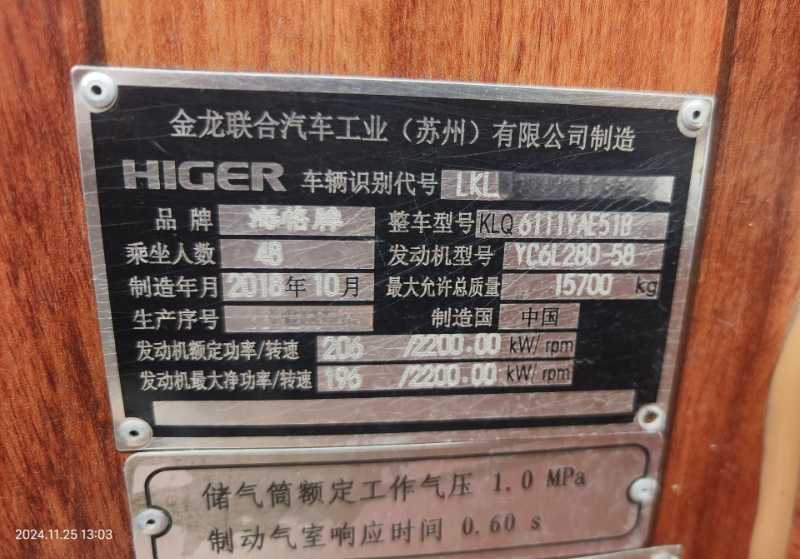 金龙联合汽车工业（苏州）有限公司制造
HIGER 车辆识别代号 LKL
品牌 海格牌 整车型号 KLQ6111YAE51B
乘坐人数 48 发动机型号 YC6L280-58
制造年月 2018年10月 最大允许总质量 15700 kg
生产序号 制造国 中国
发动机额定功率/转速 206 /2200.00 kW/rpm
发动机最大净功率/转速 196 /2200.00 kW/rpm
储气筒额定工作气压 1.0 MPa
制动气室响应时间 0.60 s
2024.11.25 13:03